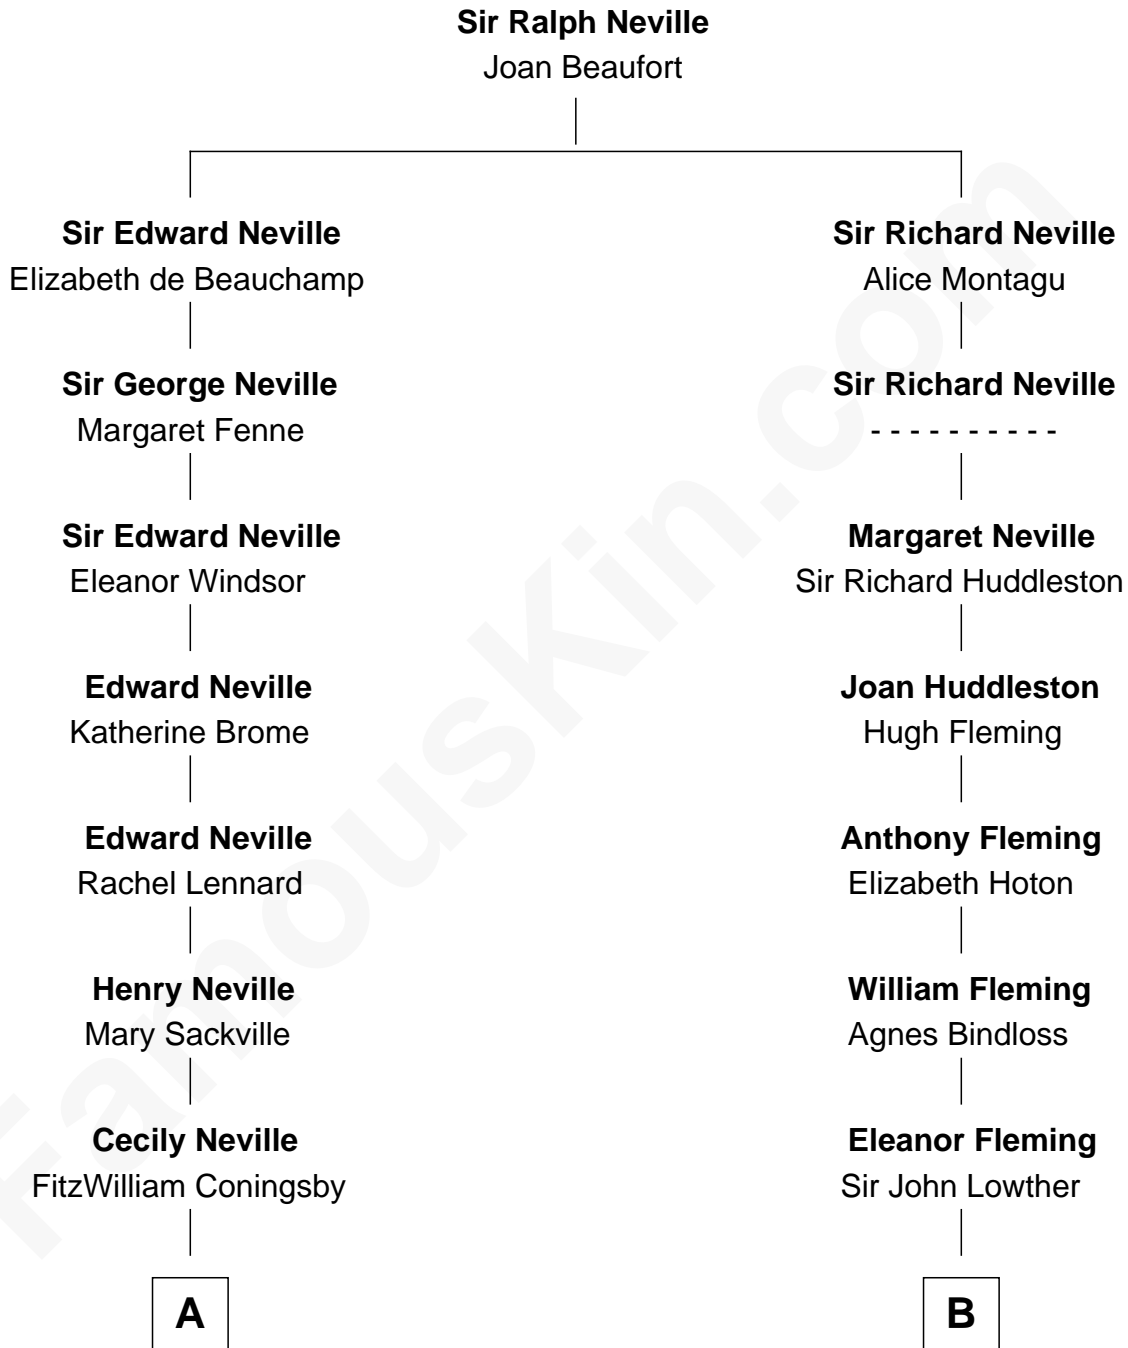 Sir Ralph Neville
Joan Beaufort
Sir Edward Neville
Elizabeth de Beauchamp
Sir George Neville
Margaret Fenne
Sir Edward Neville
Eleanor Windsor
Edward Neville
Katherine Brome
Edward Neville
Rachel Lennard
Henry Neville
Mary Sackville
Cecily Neville
FitzWilliam Coningsby
A
Sir Richard Neville
Alice Montagu
Sir Richard Neville
- - - - - - - - - -
Margaret Neville
Sir Richard Huddleston
Joan Huddleston
Hugh Fleming
Anthony Fleming
Elizabeth Hoton
William Fleming
Agnes Bindloss
Eleanor Fleming
Sir John Lowther
B
FamousKin.com